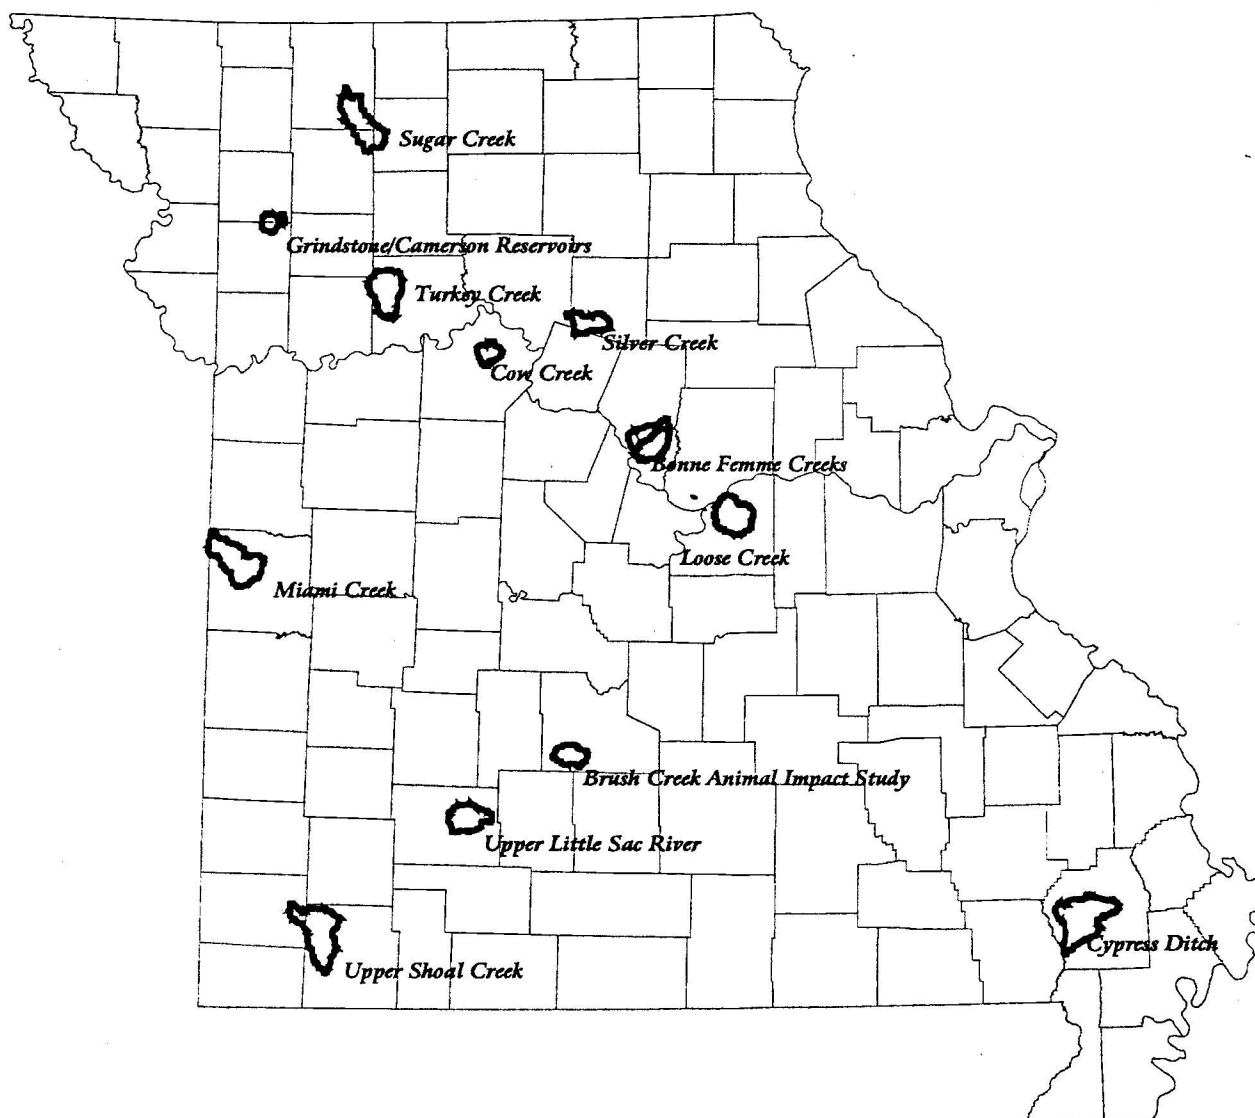 Sugar Creek
Grindstone/Camerson Reservoirs
Turkey Creek
Silver Creek
Cow Creek
Bonne Femme Creeks
Loose Creek
Miami Creek
Brush Creek Animal Impact Study
Upper Little Sac River
Cypress Ditch
Upper Shoal Creek